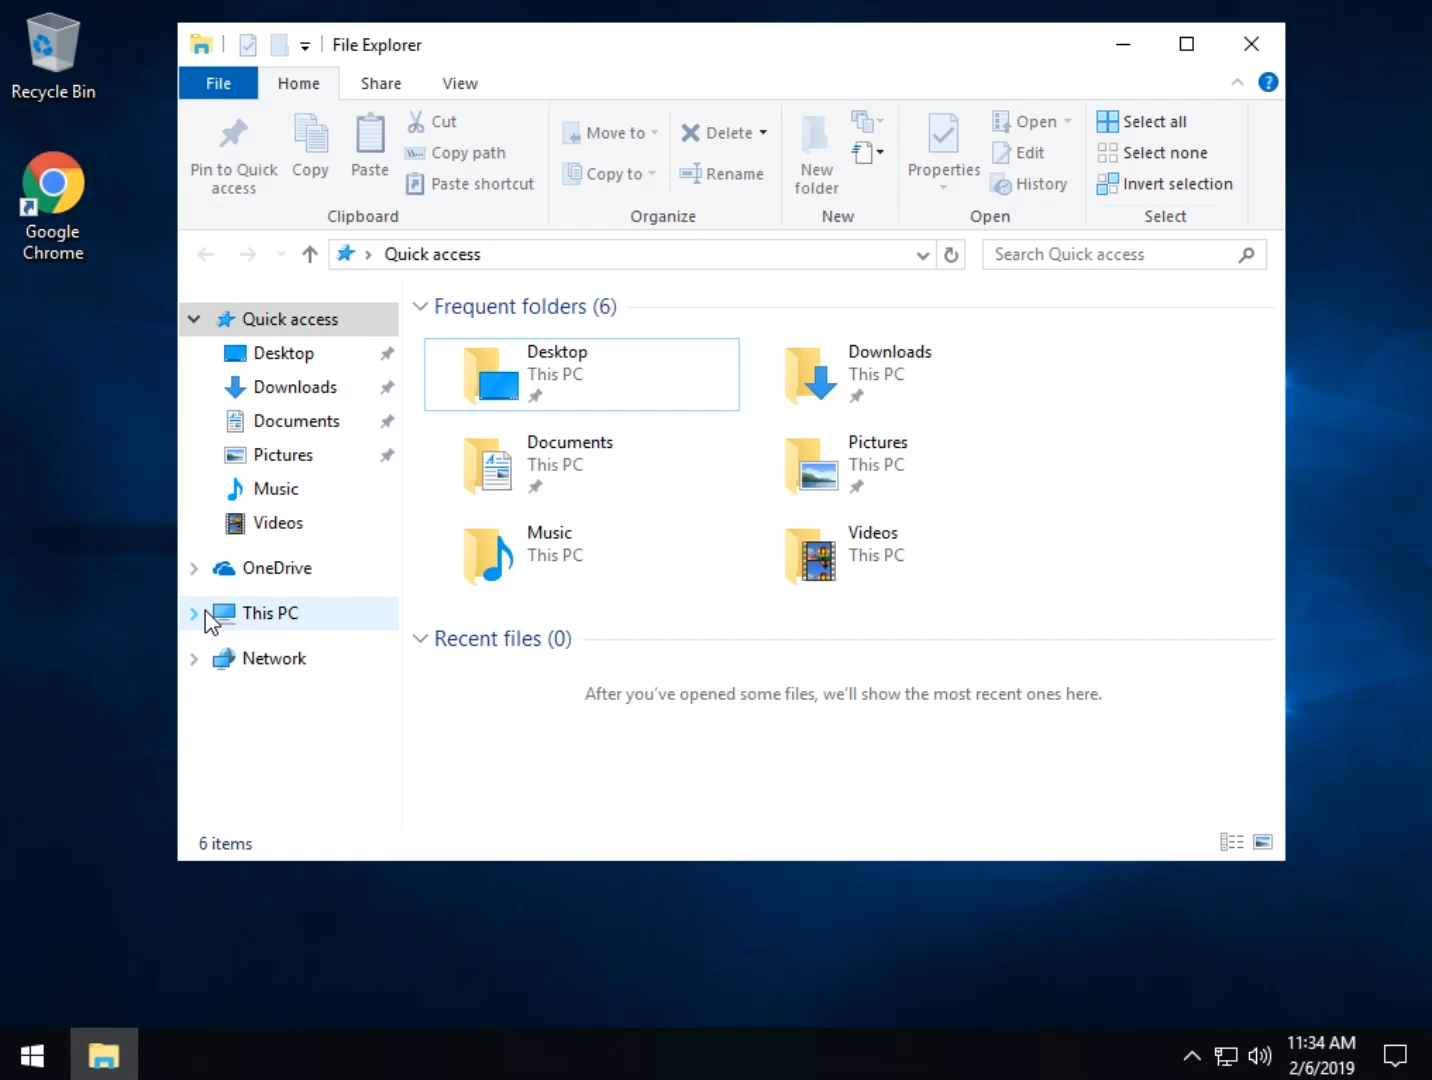 Recycle Bin
Google
Chrome
File Explorer
File
Home
Share
View
Pin to Quick
access
Copy
Paste
Cut
Copy path
Paste shortcut
Clipboard
Move to
Copy to
Delete
Rename
Organize
New
folder
New
Properties
Open
Edit
History
Open
Select all
Select none
Invert selection
Select
Quick access
Search Quick access
Quick access
Desktop
Downloads
Documents
Pictures
Music
Videos
OneDrive
This PC
Network
Frequent folders (6)
Desktop
This PC
Downloads
This PC
Documents
This PC
Pictures
This PC
Music
This PC
Videos
This PC
Recent files (0)
After you've opened some files, we'll show the most recent ones here.
6 items
11:34 AM
2/6/2019